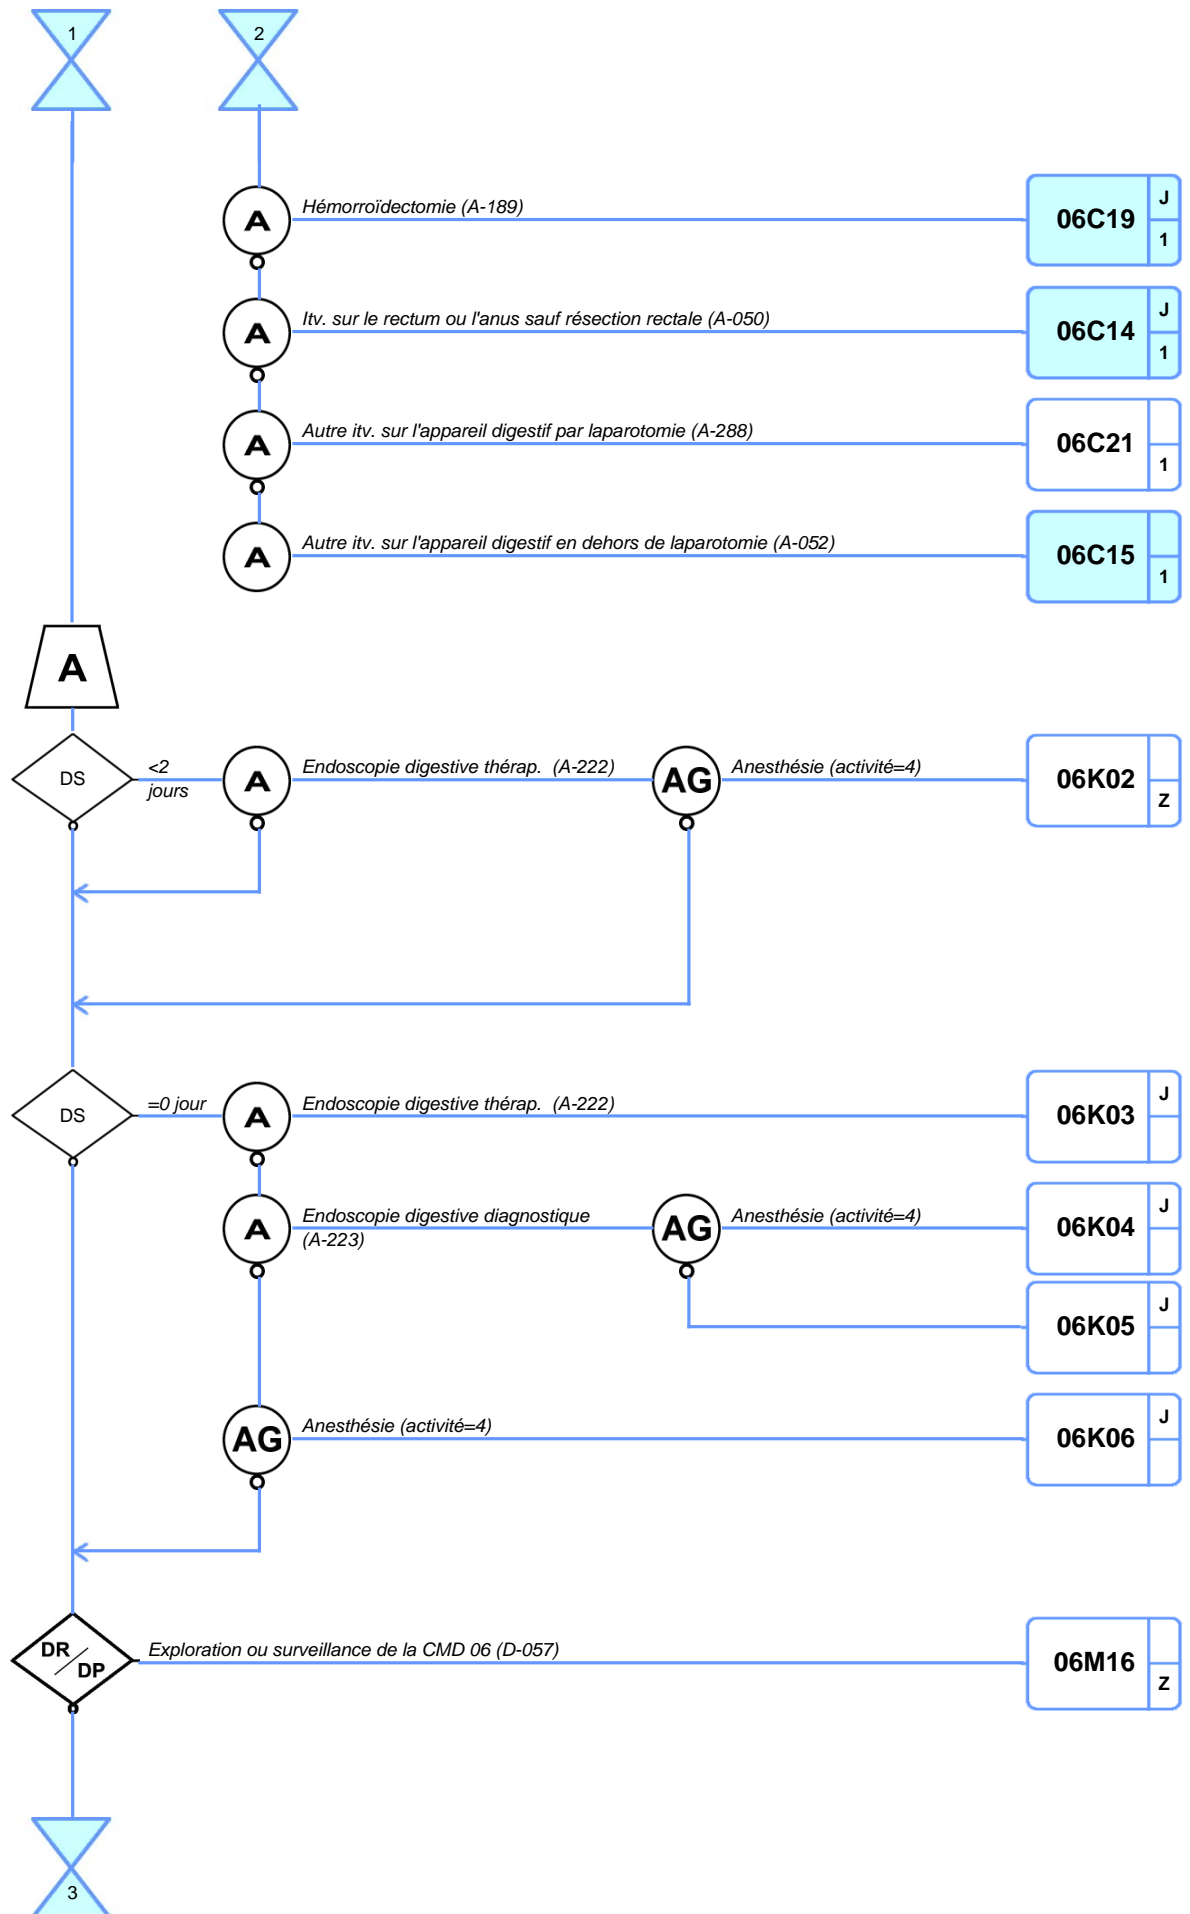 1
2
A
Hémorroïdectomie (A-189)
06C19
J
1
A
Itv. sur le rectum ou l'anus sauf résection rectale (A-050)
06C14
J
1
A
Autre itv. sur l'appareil digestif par laparotomie (A-288)
06C21
1
A
Autre itv. sur l'appareil digestif en dehors de laparotomie (A-052)
06C15
1
A
DS
<2
jours
A
Endoscopie digestive thérap. (A-222)
AG
Anesthésie (activité=4)
06K02
Z
DS
=0 jour
A
Endoscopie digestive thérap. (A-222)
06K03
J
A
Endoscopie digestive diagnostique
(A-223)
AG
Anesthésie (activité=4)
06K04
J
06K05
J
AG
Anesthésie (activité=4)
06K06
J
DR
DP
Exploration ou surveillance de la CMD 06 (D-057)
06M16
Z
3